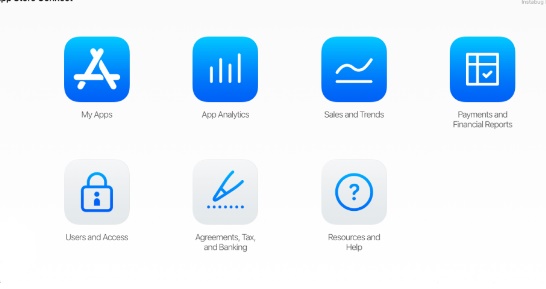 App Store Connect
Instabug
My Apps
App Analytics
Sales and Trends
Payments and
Financial Reports
Users and Access
Agreements, Tax,
and Banking
Resources and
Help